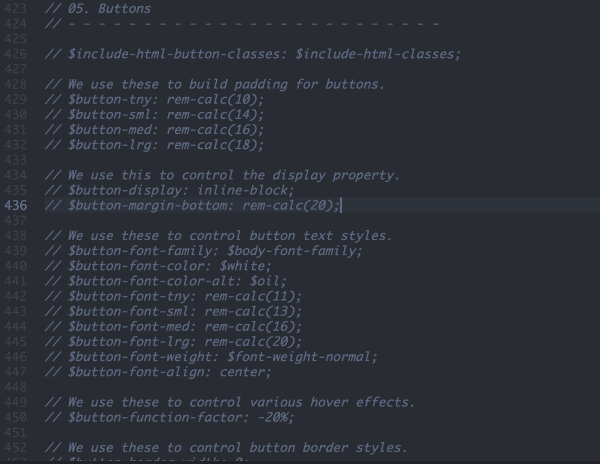 423 // 05. Buttons
424 // - - - - - - - - - - - - - - - - - - - - - - - - -
425
426 // $include-html-button-classes: $include-html-classes;
427
428 // We use these to build padding for buttons.
429 // $button-tny: rem-calc(10);
430 // $button-sml: rem-calc(14);
431 // $button-med: rem-calc(16);
432 // $button-lrg: rem-calc(18);
433
434 // We use this to control the display property.
435 // $button-display: inline-block;
436 // $button-margin-bottom: rem-calc(20);
437
438 // We use these to control button text styles.
439 // $button-font-family: $body-font-family;
440 // $button-font-color: $white;
441 // $button-font-color-alt: $oil;
442 // $button-font-tny: rem-calc(11);
443 // $button-font-sml: rem-calc(13);
444 // $button-font-med: rem-calc(16);
445 // $button-font-lrg: rem-calc(20);
446 // $button-font-weight: $font-weight-normal;
447 // $button-font-align: center;
448
449 // We use these to control various hover effects.
450 // $button-function-factor: -20%;
451
452 // We use these to control button border styles.